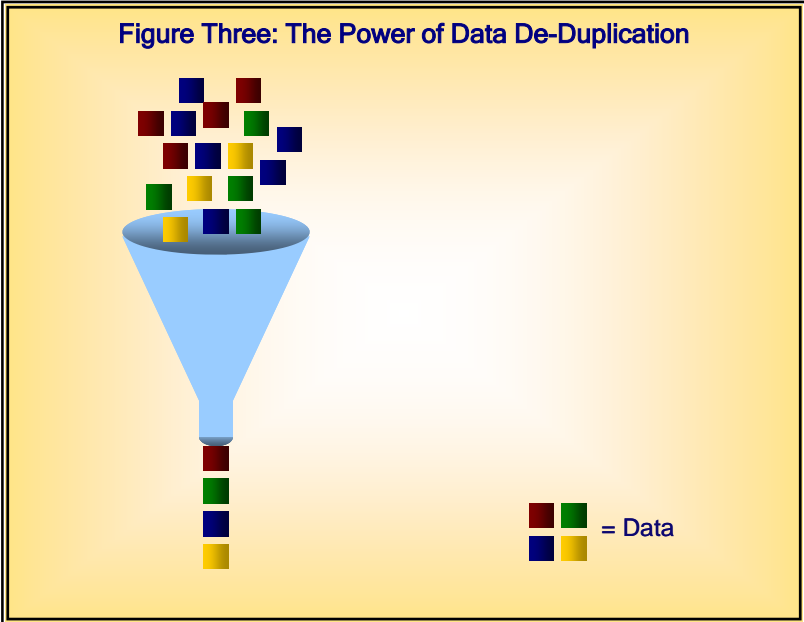 Figure Three: The Power of Data De-Duplication
= Data